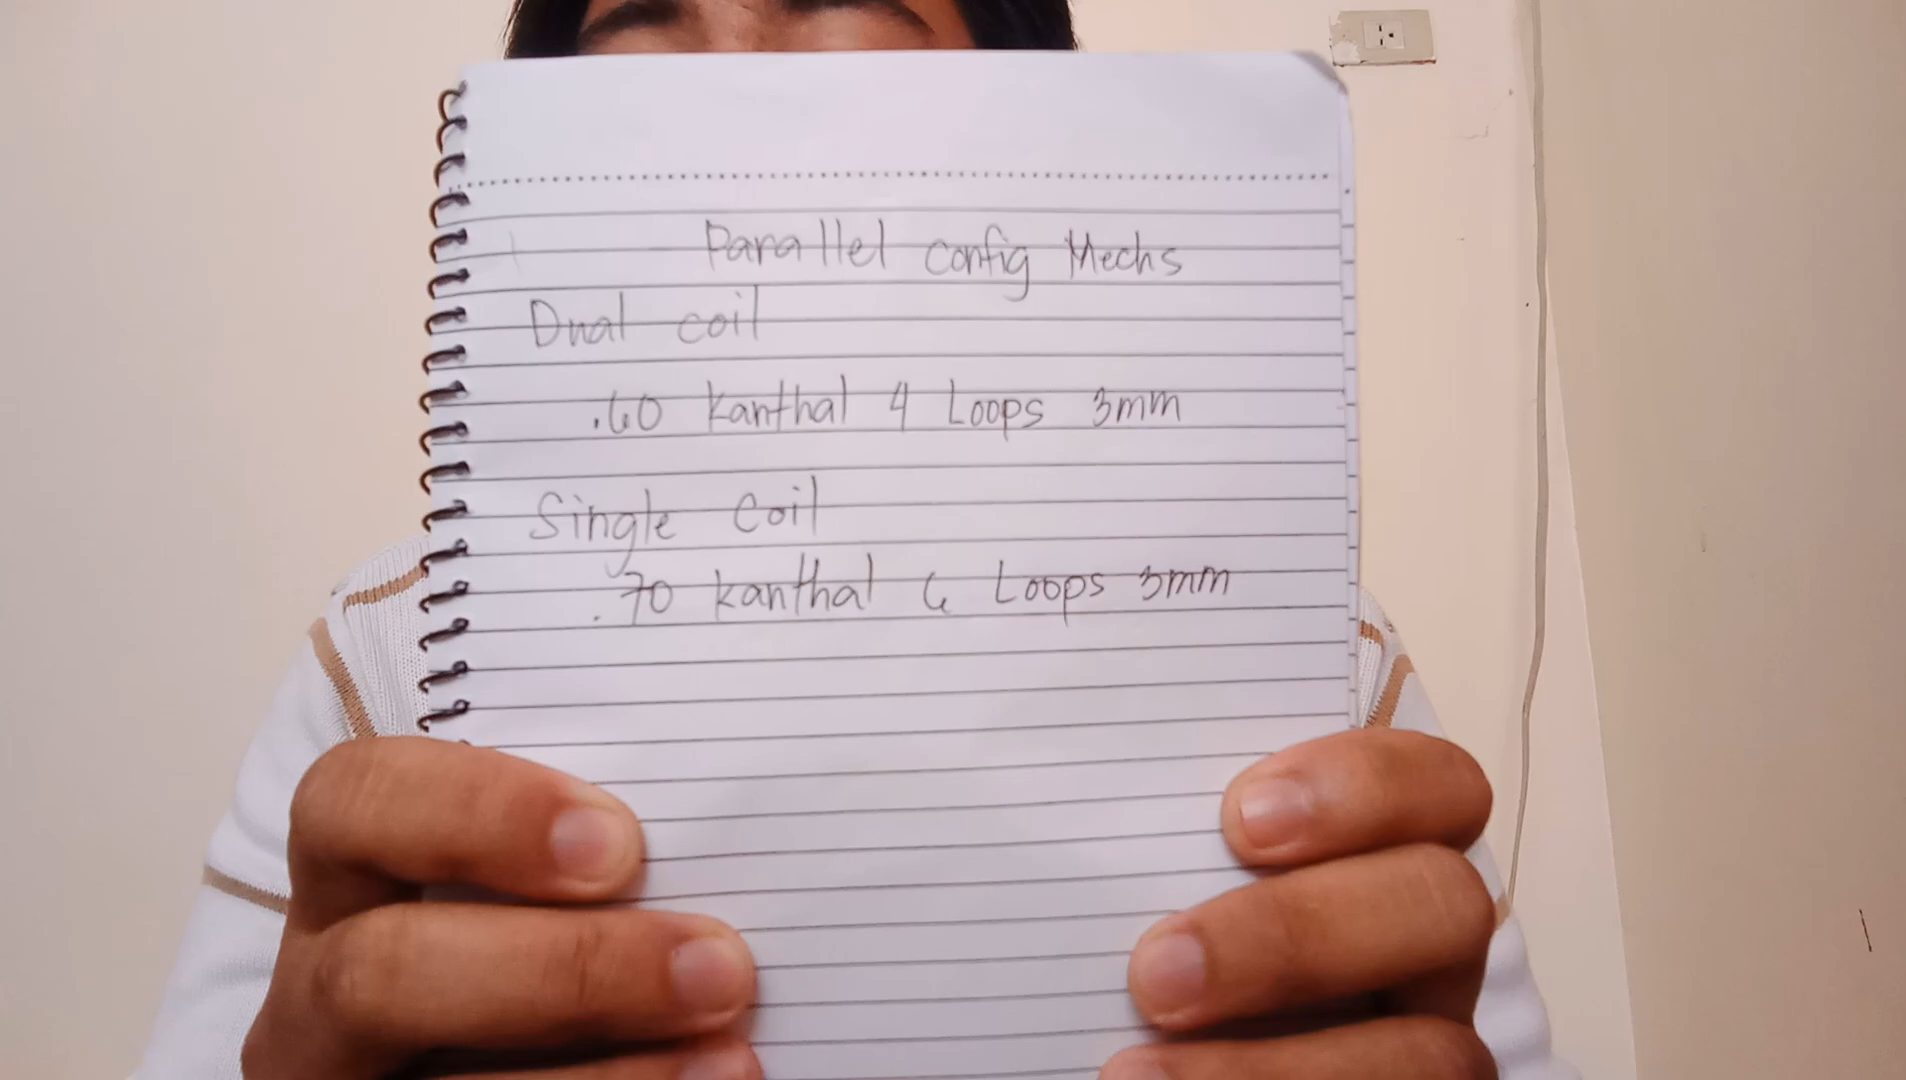 Parallel config Mechs
Dual coil
.60 kanthal 4 Loops 3mm
Single Coil
.70 kanthal 6 Loops 3mm